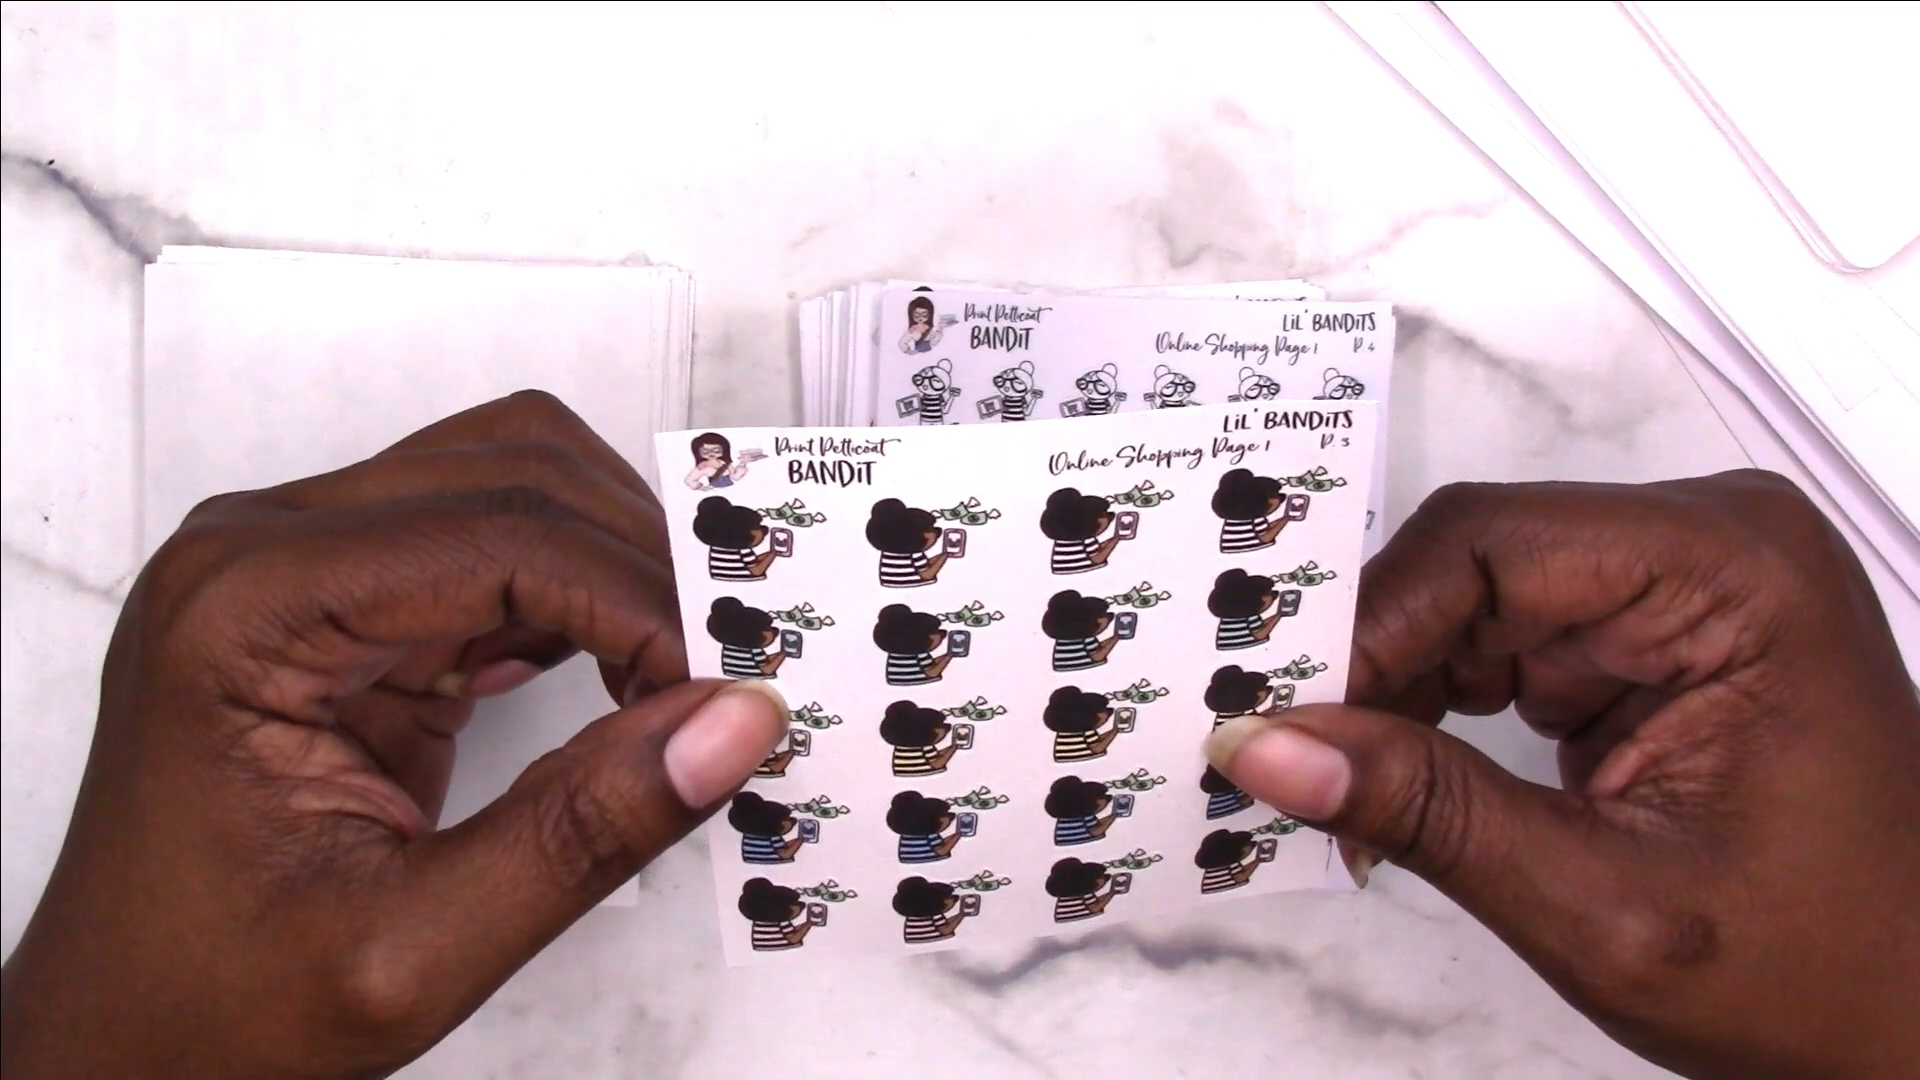 Print Petticoat
BANDiT
LiL' BANDiTS
Online Shopping Page 1
P. 4
Print Petticoat
BANDiT
LiL' BANDiTS
Online Shopping Page 1
P. 3